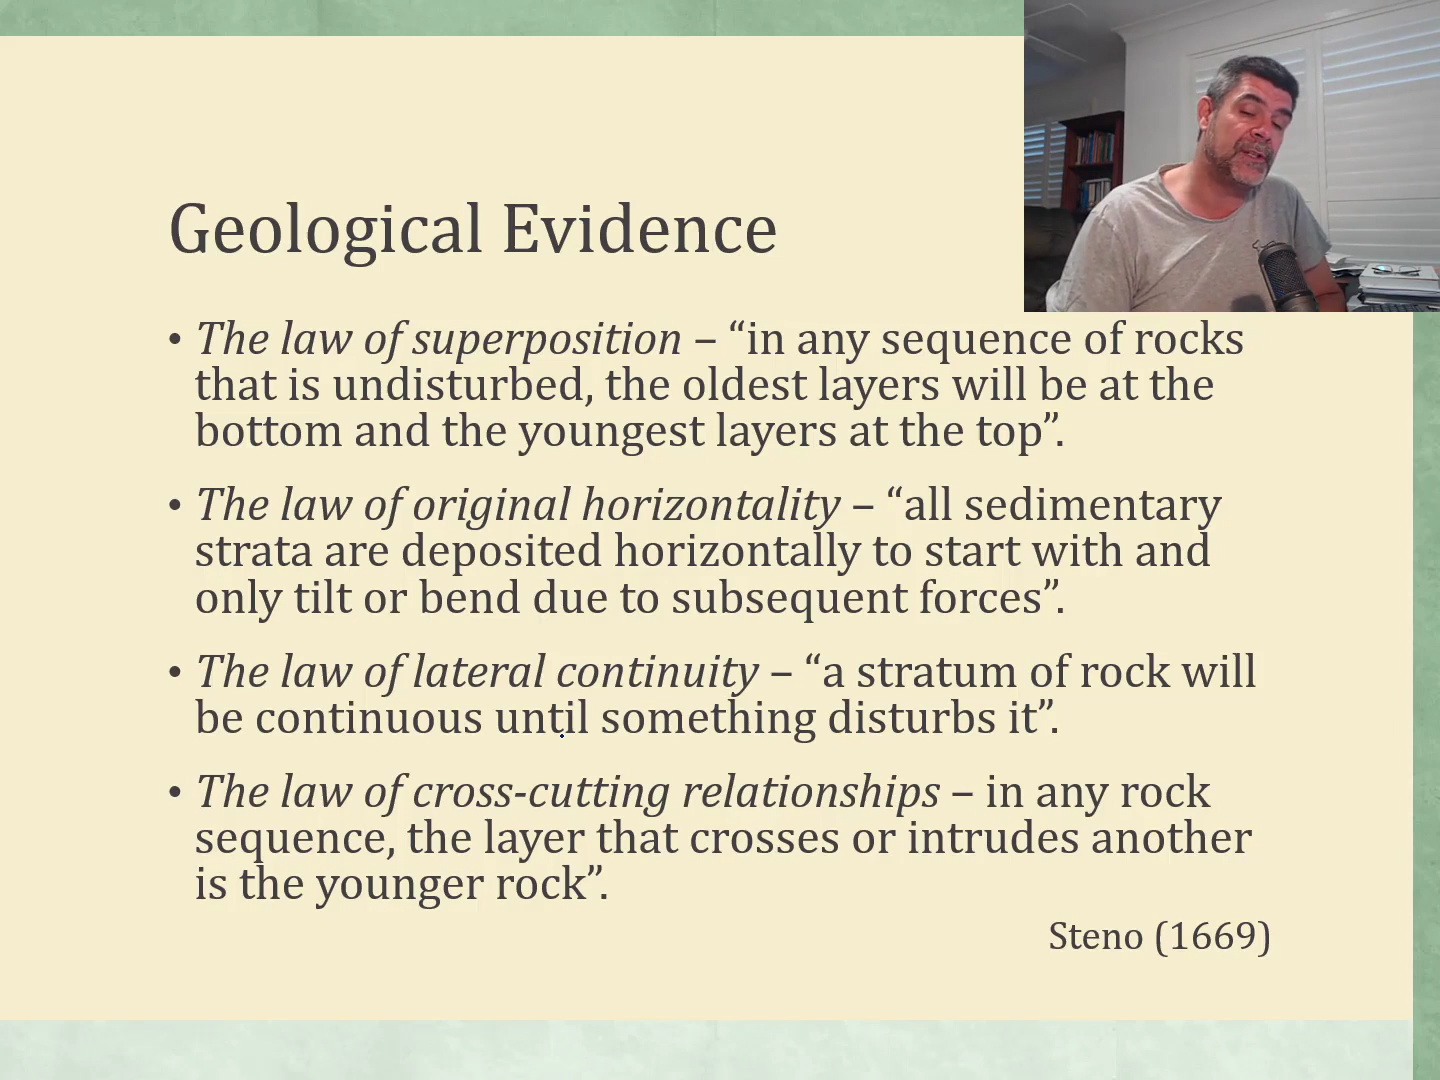 Geological Evidence
• The law of superposition – “in any sequence of rocks
that is undisturbed, the oldest layers will be at the
bottom and the youngest layers at the top”.
• The law of original horizontality – “all sedimentary
strata are deposited horizontally to start with and
only tilt or bend due to subsequent forces”.
• The law of lateral continuity – “a stratum of rock will
be continuous until something disturbs it”.
• The law of cross-cutting relationships – in any rock
sequence, the layer that crosses or intrudes another
is the younger rock”.
Steno (1669)